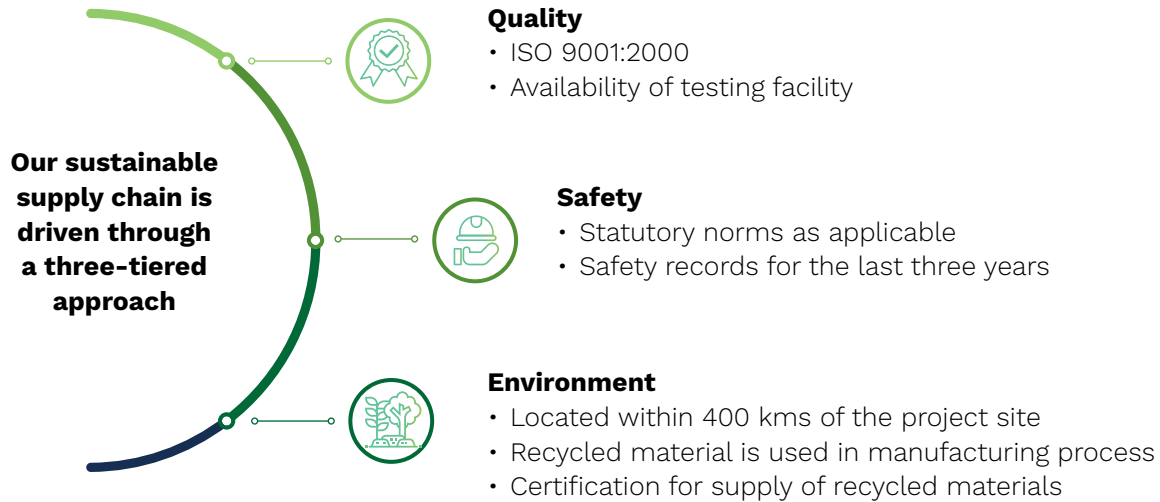 Our sustainable
supply chain is
driven through
a three-tiered
approach
Quality
• ISO 9001:2000
• Availability of testing facility
Safety
• Statutory norms as applicable
• Safety records for the last three years
Environment
• Located within 400 kms of the project site
• Recycled material is used in manufacturing process
• Certification for supply of recycled materials